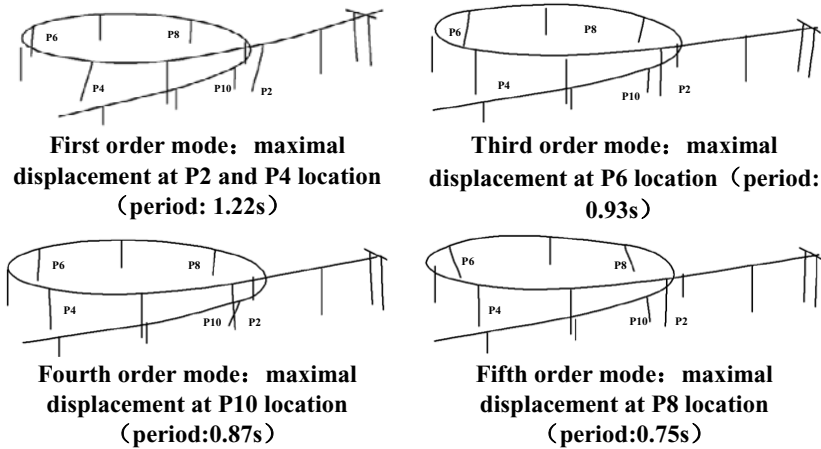 P6
P8
P4
P10
P2
First order mode：maximal
displacement at P2 and P4 location
（period: 1.22s）
P6
P8
P4
P10
P2
Third order mode：maximal
displacement at P6 location（period:
0.93s）
P6
P8
P4
P10
P2
Fourth order mode：maximal
displacement at P10 location
（period:0.87s）
P6
P8
P4
P10
P2
Fifth order mode：maximal
displacement at P8 location
（period:0.75s）